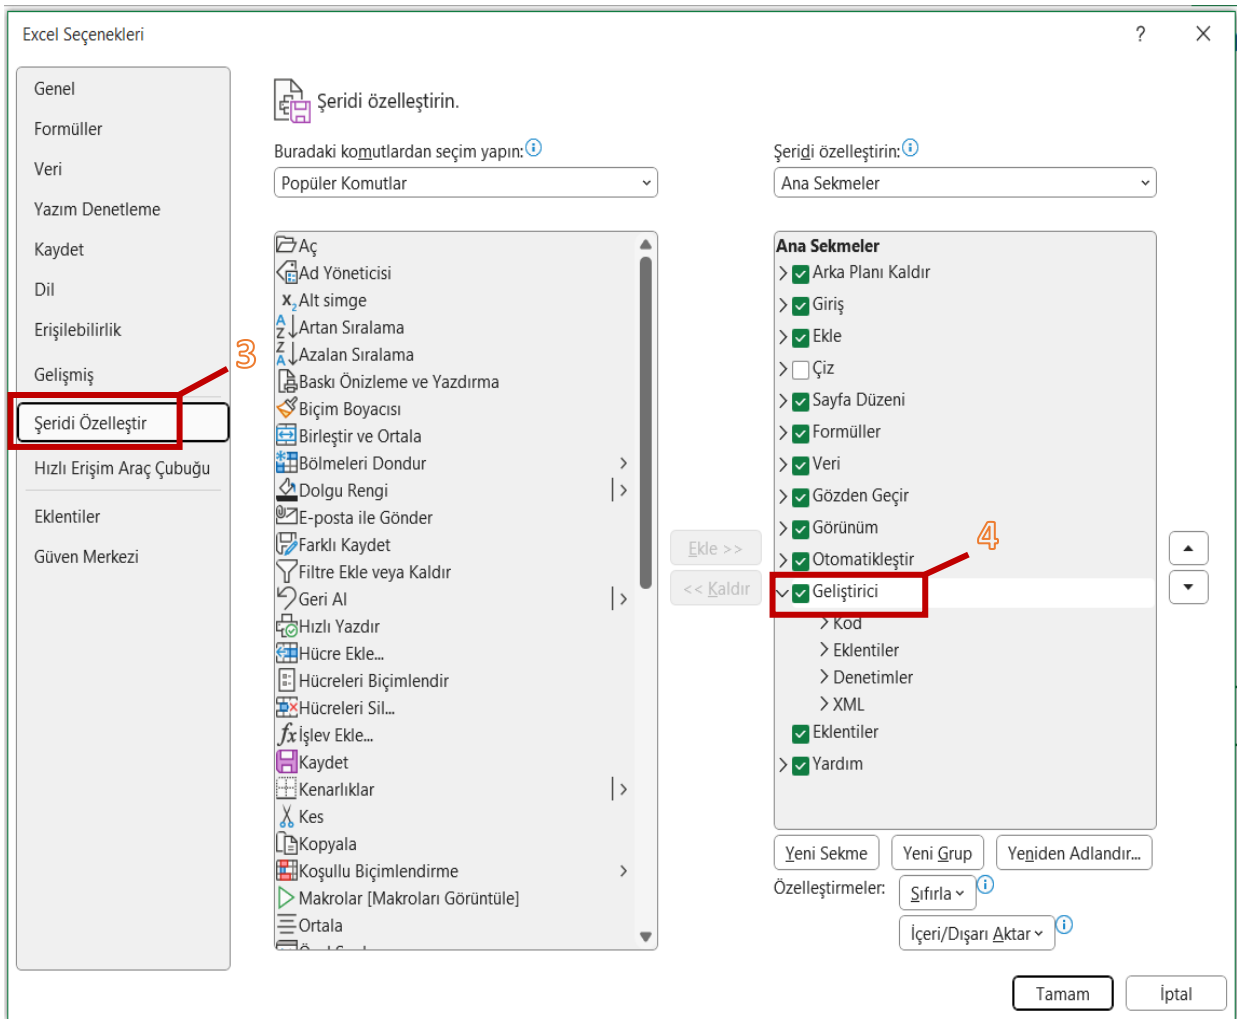 Excel Seçenekleri
?
Genel
Formüller
Veri
Yazım Denetleme
Kaydet
Dil
Erişilebilirlik
Gelişmiş
Şeridi Özelleştir
Hızlı Erişim Araç Çubuğu
Eklentiler
Güven Merkezi
3
Şeridi özelleştirin.
Buradaki komutlardan seçim yapın:
Popüler Komutlar
Aç
Ad Yöneticisi
Alt simge
Artan Sıralama
Azalan Sıralama
Baskı Önizleme ve Yazdırma
Biçim Boyacısı
Birleştir ve Ortala
Bölmeleri Dondur
Dolgu Rengi
E-posta ile Gönder
Farklı Kaydet
Filtre Ekle veya Kaldır
Geri Al
Hızlı Yazdır
Hücre Ekle...
Hücreleri Biçimlendir
Hücreleri Sil...
İşlev Ekle...
Kaydet
Kenarlıklar
Kes
Kopyala
Koşullu Biçimlendirme
Makrolar [Makroları Görüntüle]
Ortala
Ekle >>
<< Kaldır
Şeridi özelleştirin:
Ana Sekmeler
Ana Sekmeler
Arka Planı Kaldır
Giriş
Ekle
Çiz
Sayfa Düzeni
Formüller
Veri
Gözden Geçir
Görünüm
Otomatikleştir
4
Geliştirici
Kod
Eklentiler
Denetimler
XML
Eklentiler
Yardım
Yeni Sekme
Yeni Grup
Yeniden Adlandır...
Özelleştirmeler:
Sıfırla
İçeri/Dışarı Aktar
Tamam
İptal